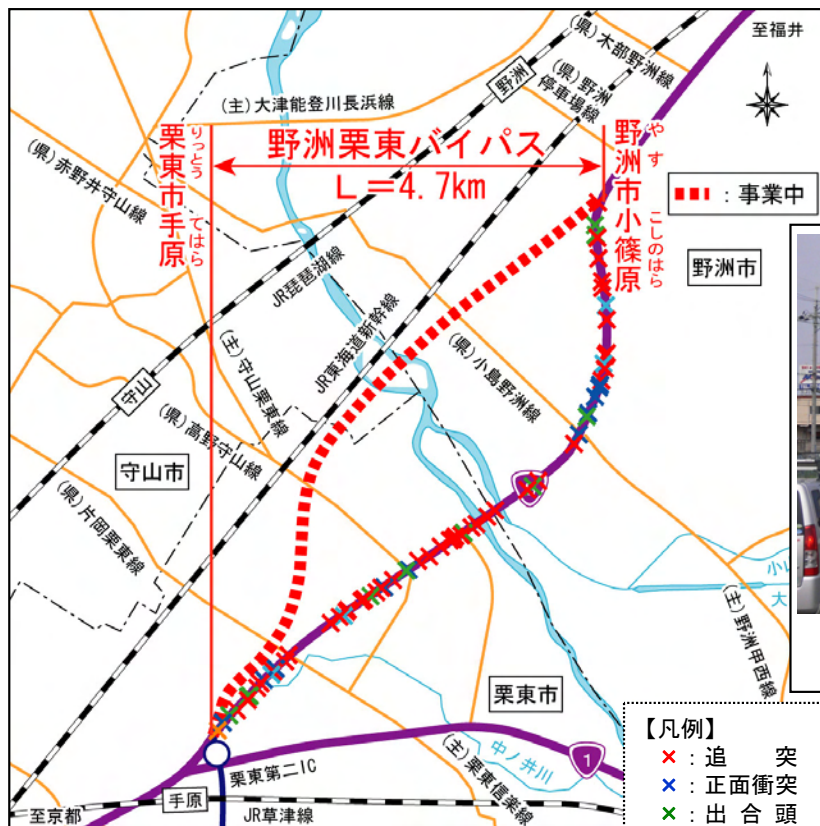 至福井
(県)木部野洲線
(県)野洲
停車場線
野洲
(主)大津能登川長浜線
野洲栗東バイパス
L=4.7km
栗東市手原
りっとう てはら
野洲市小篠原
やす こしのはら
:事業中
(県)赤野井守山線
野洲市
JR琵琶湖線
JR東海道新幹線
(主)守山栗東線
(県)小島野洲線
守山
(県)高野守山線
守山市
(県)片岡栗東線
小山
大
(主)野洲甲西線
栗東市
【凡例】
×:追突
×:正面衝突
×:出合頭
中ノ井川
1
(主)栗東信楽線
栗東第二IC
手原
至京都
JR草津線